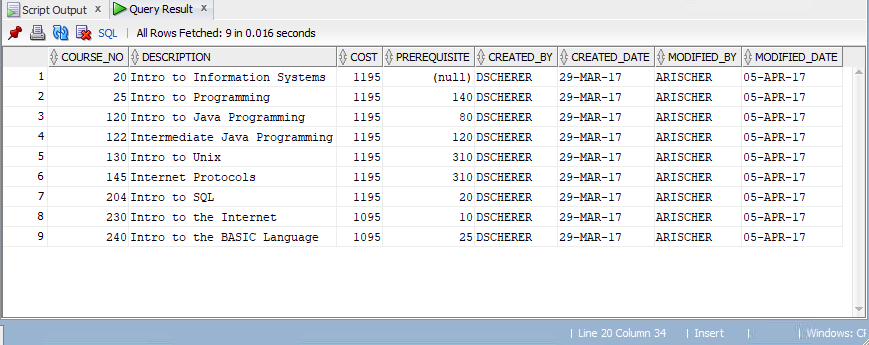 Script Output x Query Result x
SQL | All Rows Fetched: 9 in 0.016 seconds
COURSE_NO DESCRIPTION COST PREREQUISITE CREATED_BY CREATED_DATE MODIFIED_BY MODIFIED_DATE
1 20 Intro to Information Systems 1195 (null) DSCHERER 29-MAR-17 ARISCHER 05-APR-17
2 25 Intro to Programming 1195 140 DSCHERER 29-MAR-17 ARISCHER 05-APR-17
3 120 Intro to Java Programming 1195 80 DSCHERER 29-MAR-17 ARISCHER 05-APR-17
4 122 Intermediate Java Programming 1195 120 DSCHERER 29-MAR-17 ARISCHER 05-APR-17
5 130 Intro to Unix 1195 310 DSCHERER 29-MAR-17 ARISCHER 05-APR-17
6 145 Internet Protocols 1195 310 DSCHERER 29-MAR-17 ARISCHER 05-APR-17
7 204 Intro to SQL 1195 20 DSCHERER 29-MAR-17 ARISCHER 05-APR-17
8 230 Intro to the Internet 1095 10 DSCHERER 29-MAR-17 ARISCHER 05-APR-17
9 240 Intro to the BASIC Language 1095 25 DSCHERER 29-MAR-17 ARISCHER 05-APR-17
| Line 20 Column 34 | Insert | | Windows: